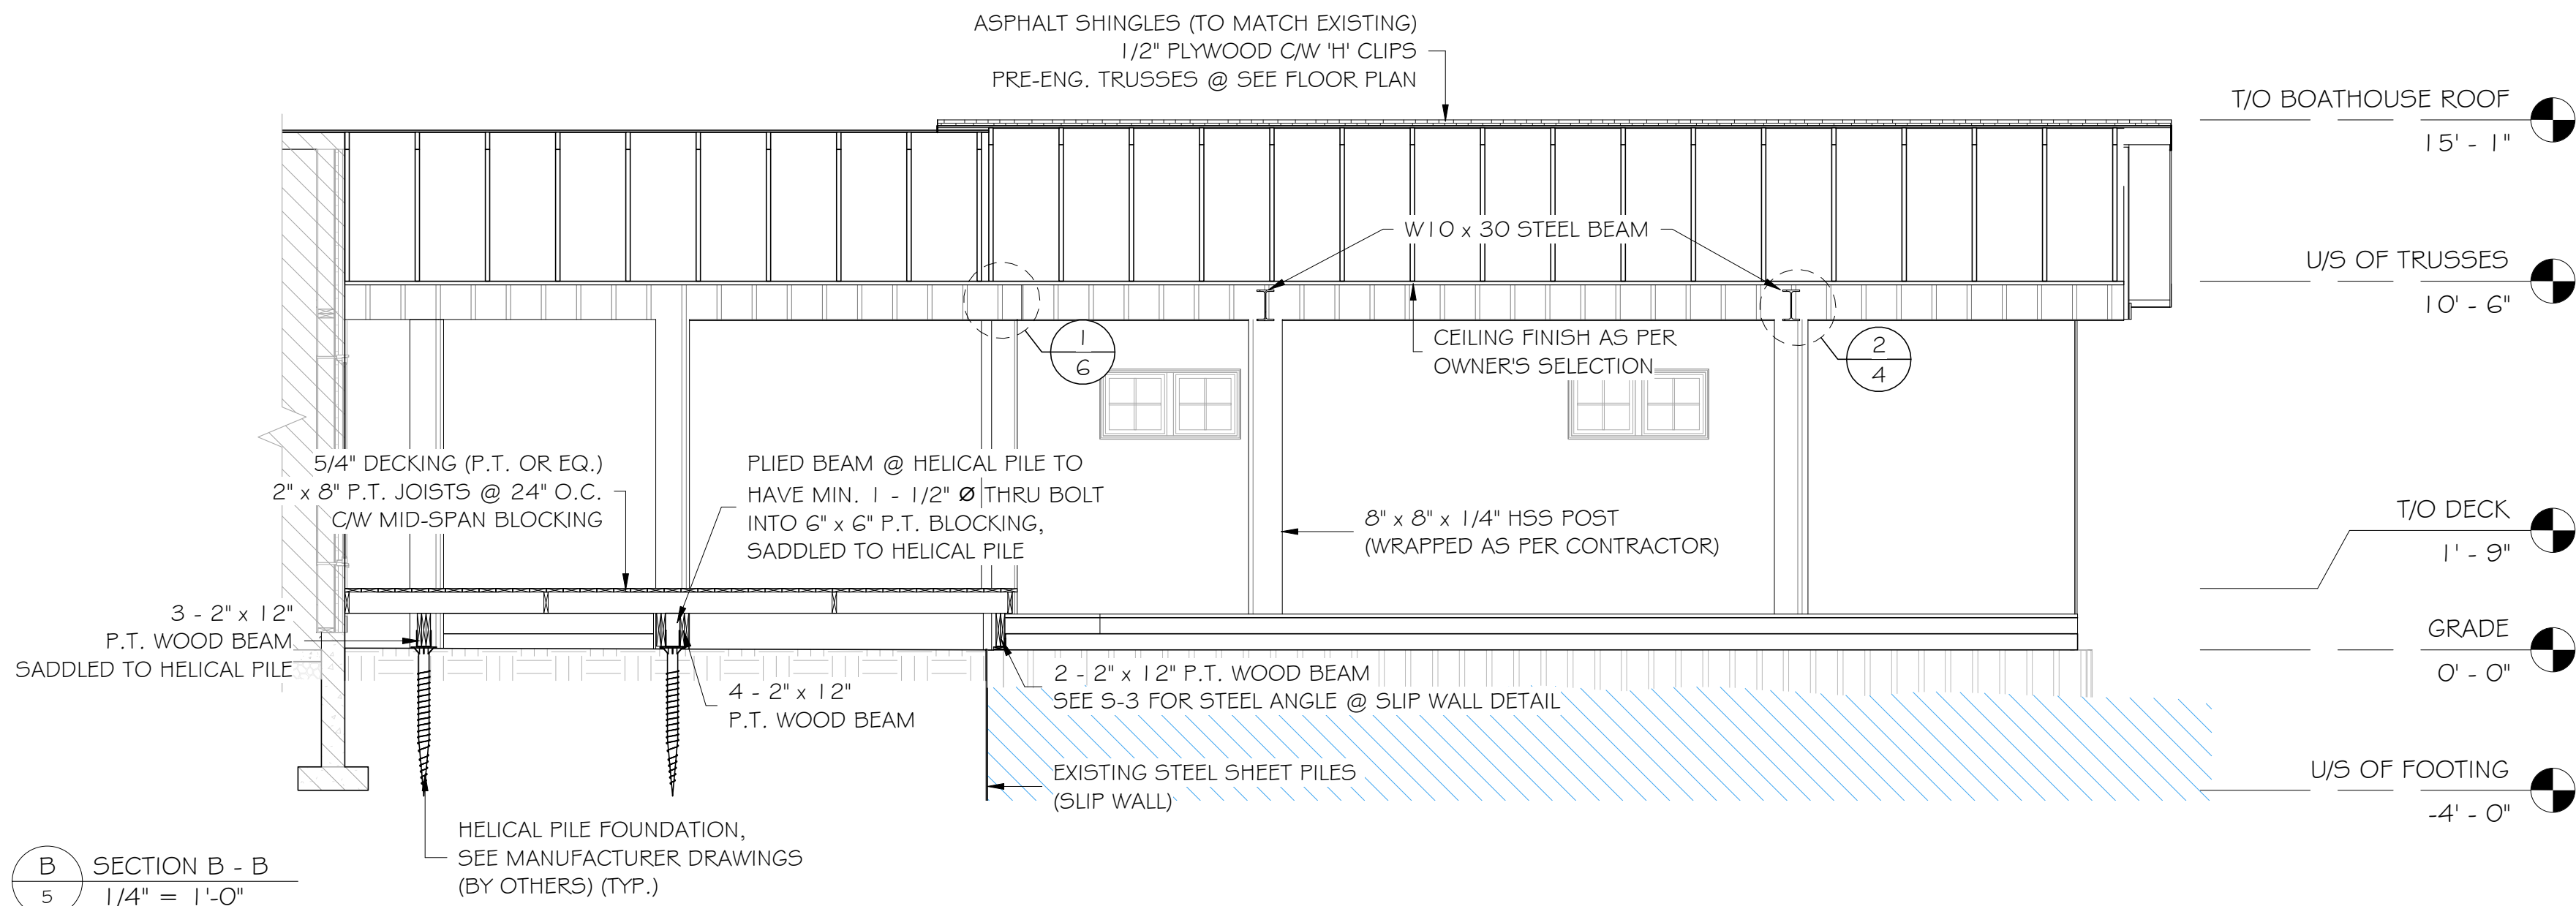 ASPHALT SHINGLES (TO MATCH EXISTING)
1/2" PLYWOOD C/W 'H' CLIPS
PRE-ENG. TRUSSES @ SEE FLOOR PLAN
T/O BOATHOUSE ROOF
15' - 1"
W10 x 30 STEEL BEAM
U/S OF TRUSSES
10' - 6"
1
6
CEILING FINISH AS PER
OWNER'S SELECTION
2
4
5/4" DECKING (P.T. OR EQ.)
2" x 8" P.T. JOISTS @ 24" O.C.
C/W MID-SPAN BLOCKING
PLIED BEAM @ HELICAL PILE TO
HAVE MIN. 1 - 1/2" Ø THRU BOLT
INTO 6" x 6" P.T. BLOCKING,
SADDLED TO HELICAL PILE
8" x 8" x 1/4" HSS POST
(WRAPPED AS PER CONTRACTOR)
T/O DECK
1' - 9"
3 - 2" x 12"
P.T. WOOD BEAM
SADDLED TO HELICAL PILE
GRADE
0' - 0"
4 - 2" x 12"
P.T. WOOD BEAM
2 - 2" x 12" P.T. WOOD BEAM
SEE S-3 FOR STEEL ANGLE @ SLIP WALL DETAIL
EXISTING STEEL SHEET PILES
(SLIP WALL)
U/S OF FOOTING
-4' - 0"
HELICAL PILE FOUNDATION,
SEE MANUFACTURER DRAWINGS
(BY OTHERS) (TYP.)
B
5
SECTION B - B
1/4" = 1'-0"